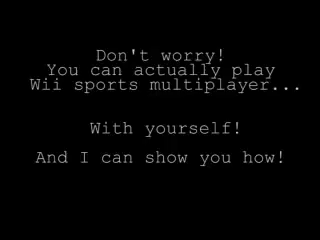 Don't worry!
You can actually play
Wii sports multiplayer...
With yourself!
And I can show you how!